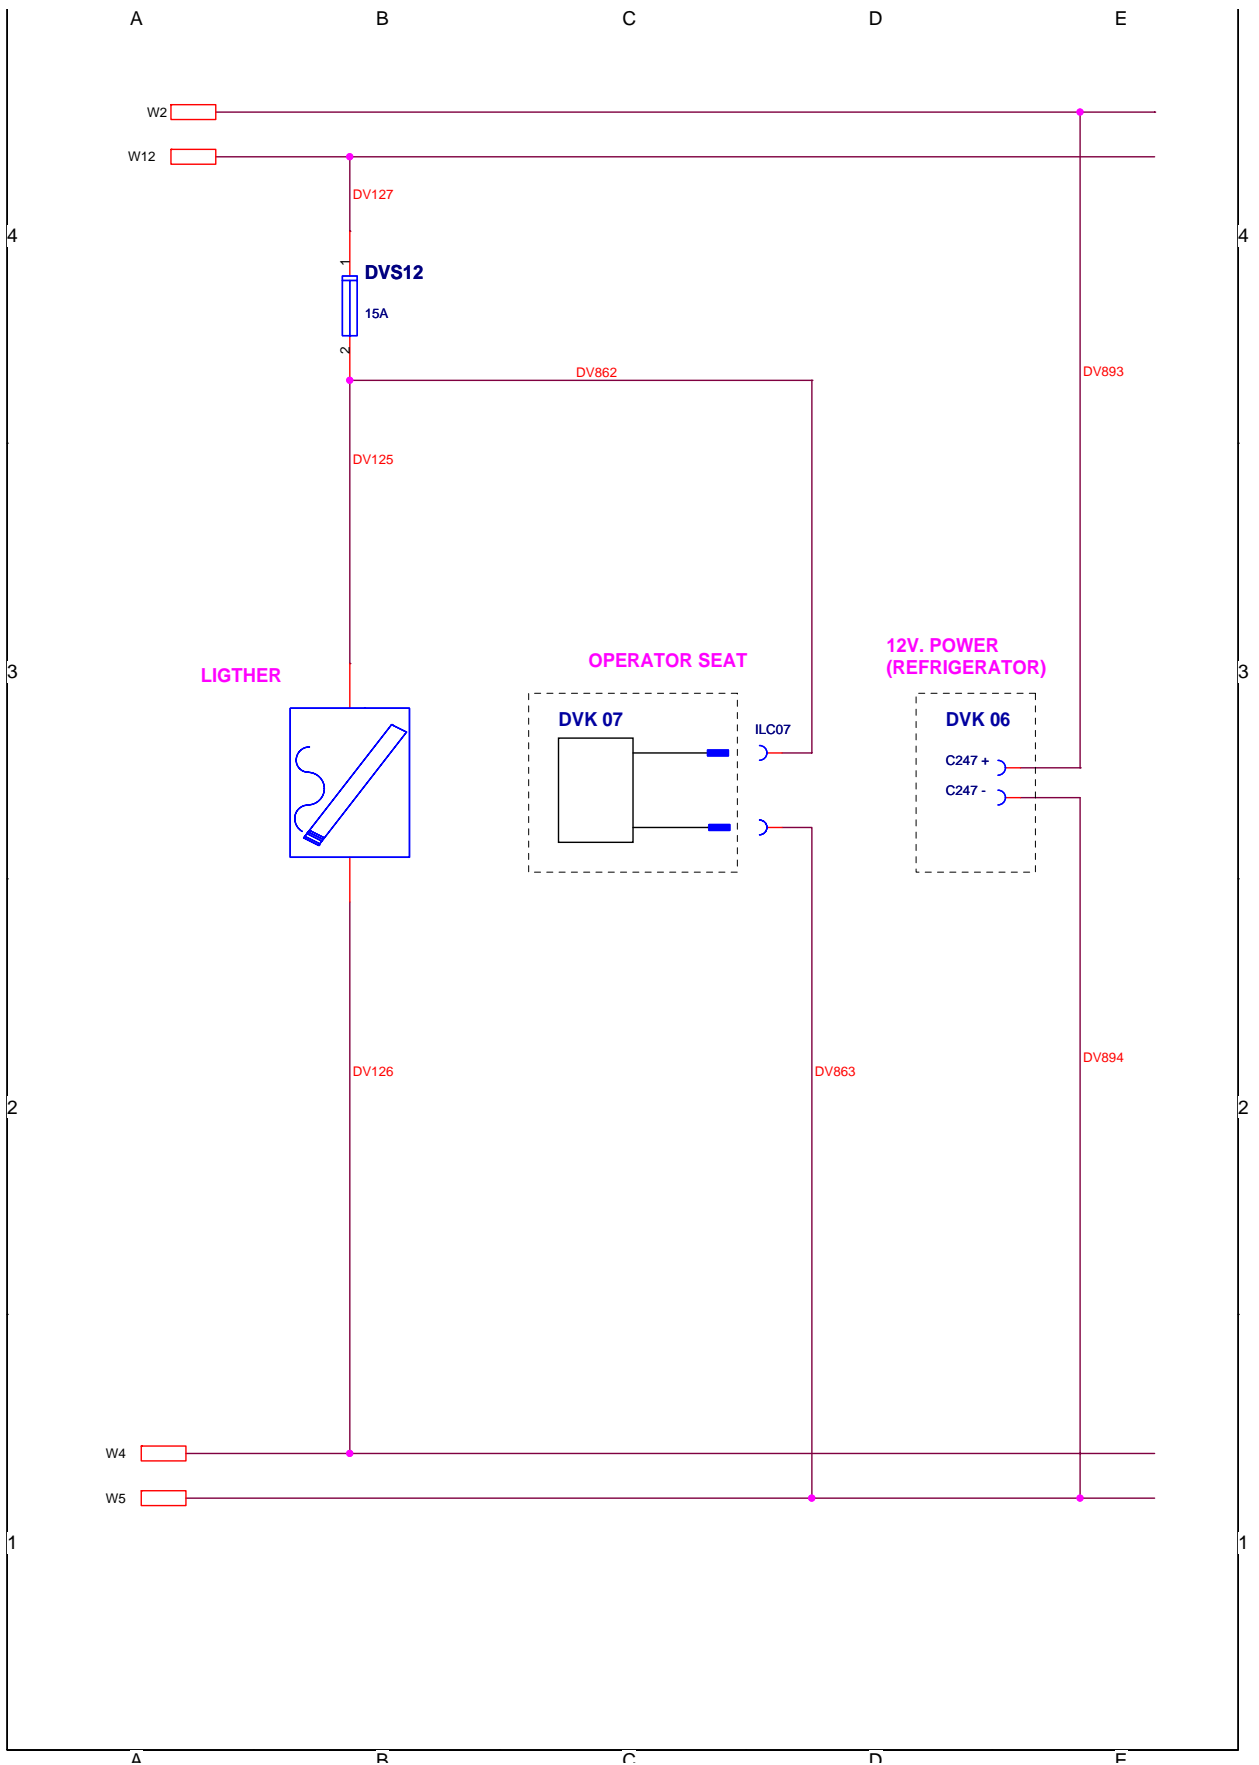 A B C D E
W2
W12
DV127
4 4
1
DVS12
15A
2
DV862
DV893
DV125
12V. POWER
(REFRIGERATOR)
OPERATOR SEAT
LIGTHER
3 3
DVK 07
DVK 06
ILC07
C247 +
C247 -
DV894
DV126
DV863
2 2
W4
W5
1 1
A B C D E